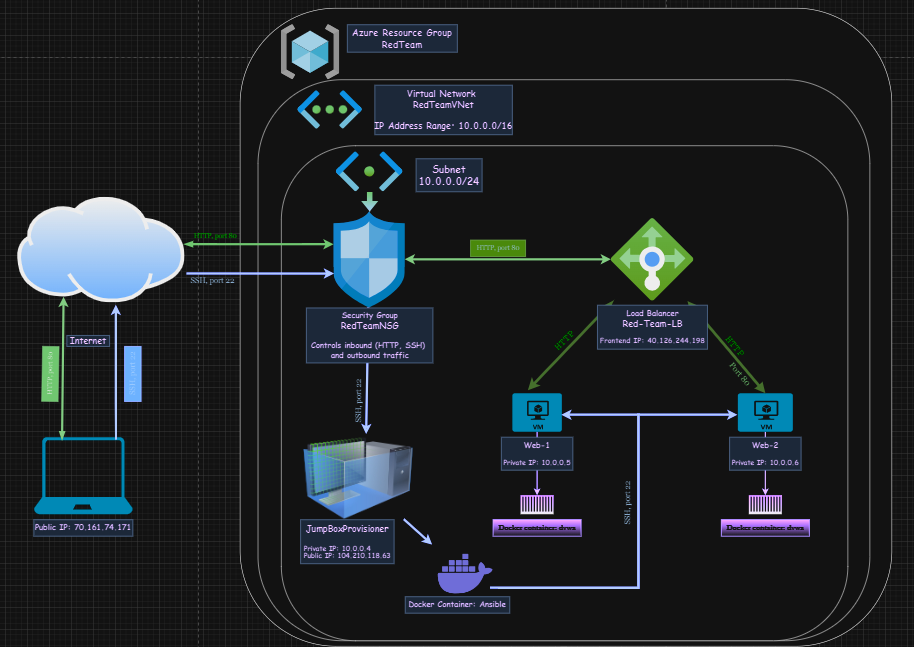 Azure Resource Group
RedTeam
Virtual Network
RedTeamVNet
IP Address Range- 10.0.0.0/16
Subnet
10.0.0.0/24
HTTP, port 80
SSH, port 22
HTTP, port 80
Security Group
RedTeamNSG
Controls inbound (HTTP, SSH)
and outbound traffic
Load Balancer
Red-Team-LB
Frontend IP: 40.126.244.198
Internet
HTTP, port 80
SSH, port 22
HTTP
HTTP
Port 80
SSH, port 22
VM
VM
Web-1
Private IP: 10.0.0.5
Web-2
Private IP: 10.0.0.6
SSH, port 22
Public IP: 70.161.74.171
JumpBoxProvisioner
Private IP: 10.0.0.4
Public IP: 104.210.118.63
Docker container: dvwa
Docker container: dvwa
Docker Container: Ansible